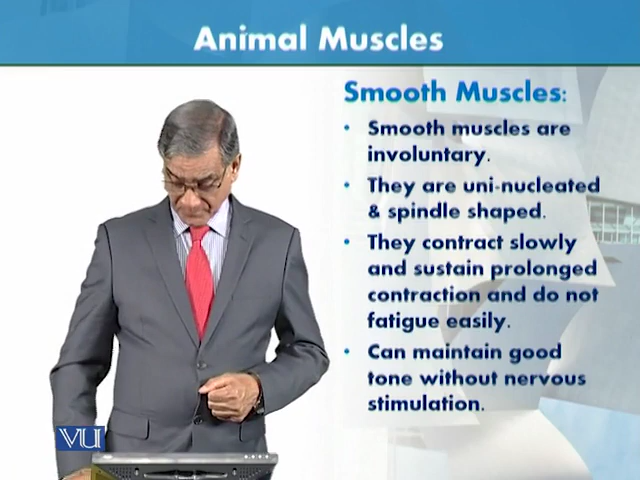 Animal Muscles
Smooth Muscles:
• Smooth muscles are
involuntary.
• They are uni-nucleated
& spindle shaped.
• They contract slowly
and sustain prolonged
contraction and do not
fatigue easily.
• Can maintain good
tone without nervous
stimulation.
VU